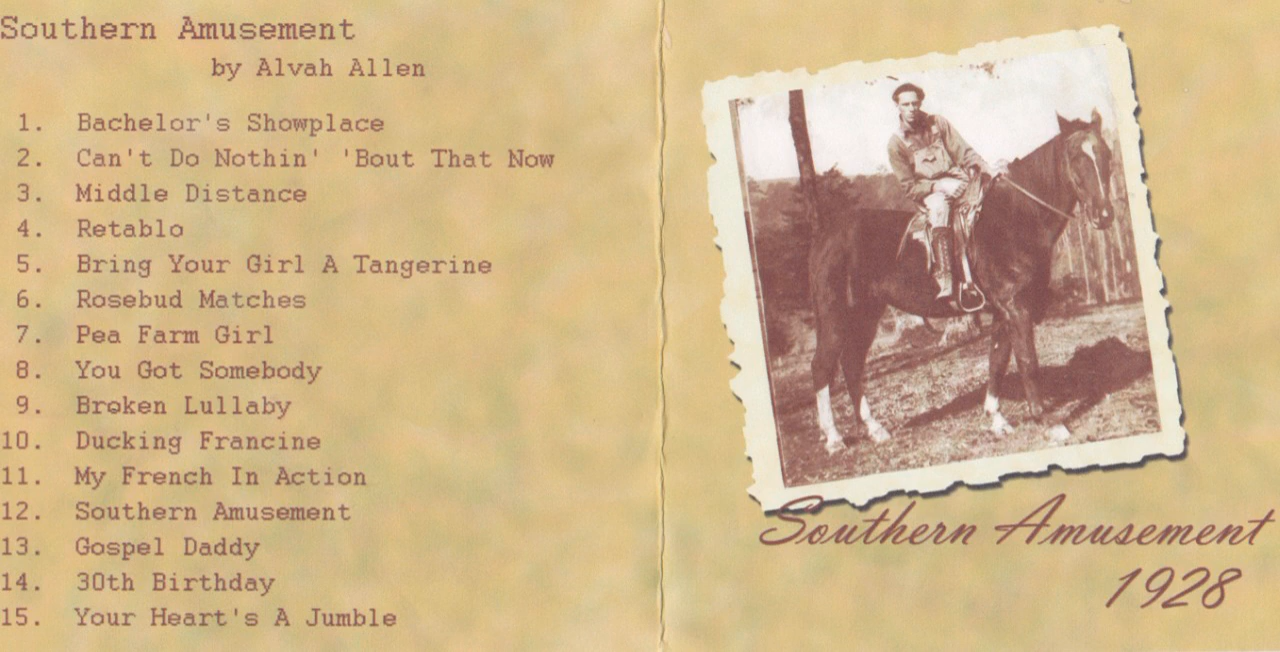 Southern Amusement
by Alvah Allen
1. Bachelor's Showplace
2. Can't Do Nothin' 'Bout That Now
3. Middle Distance
4. Retablo
5. Bring Your Girl A Tangerine
6. Rosebud Matches
7. Pea Farm Girl
8. You Got Somebody
9. Broken Lullaby
10. Ducking Francine
11. My French In Action
12. Southern Amusement
13. Gospel Daddy
14. 30th Birthday
15. Your Heart's A Jumble
Southern Amusement
1928